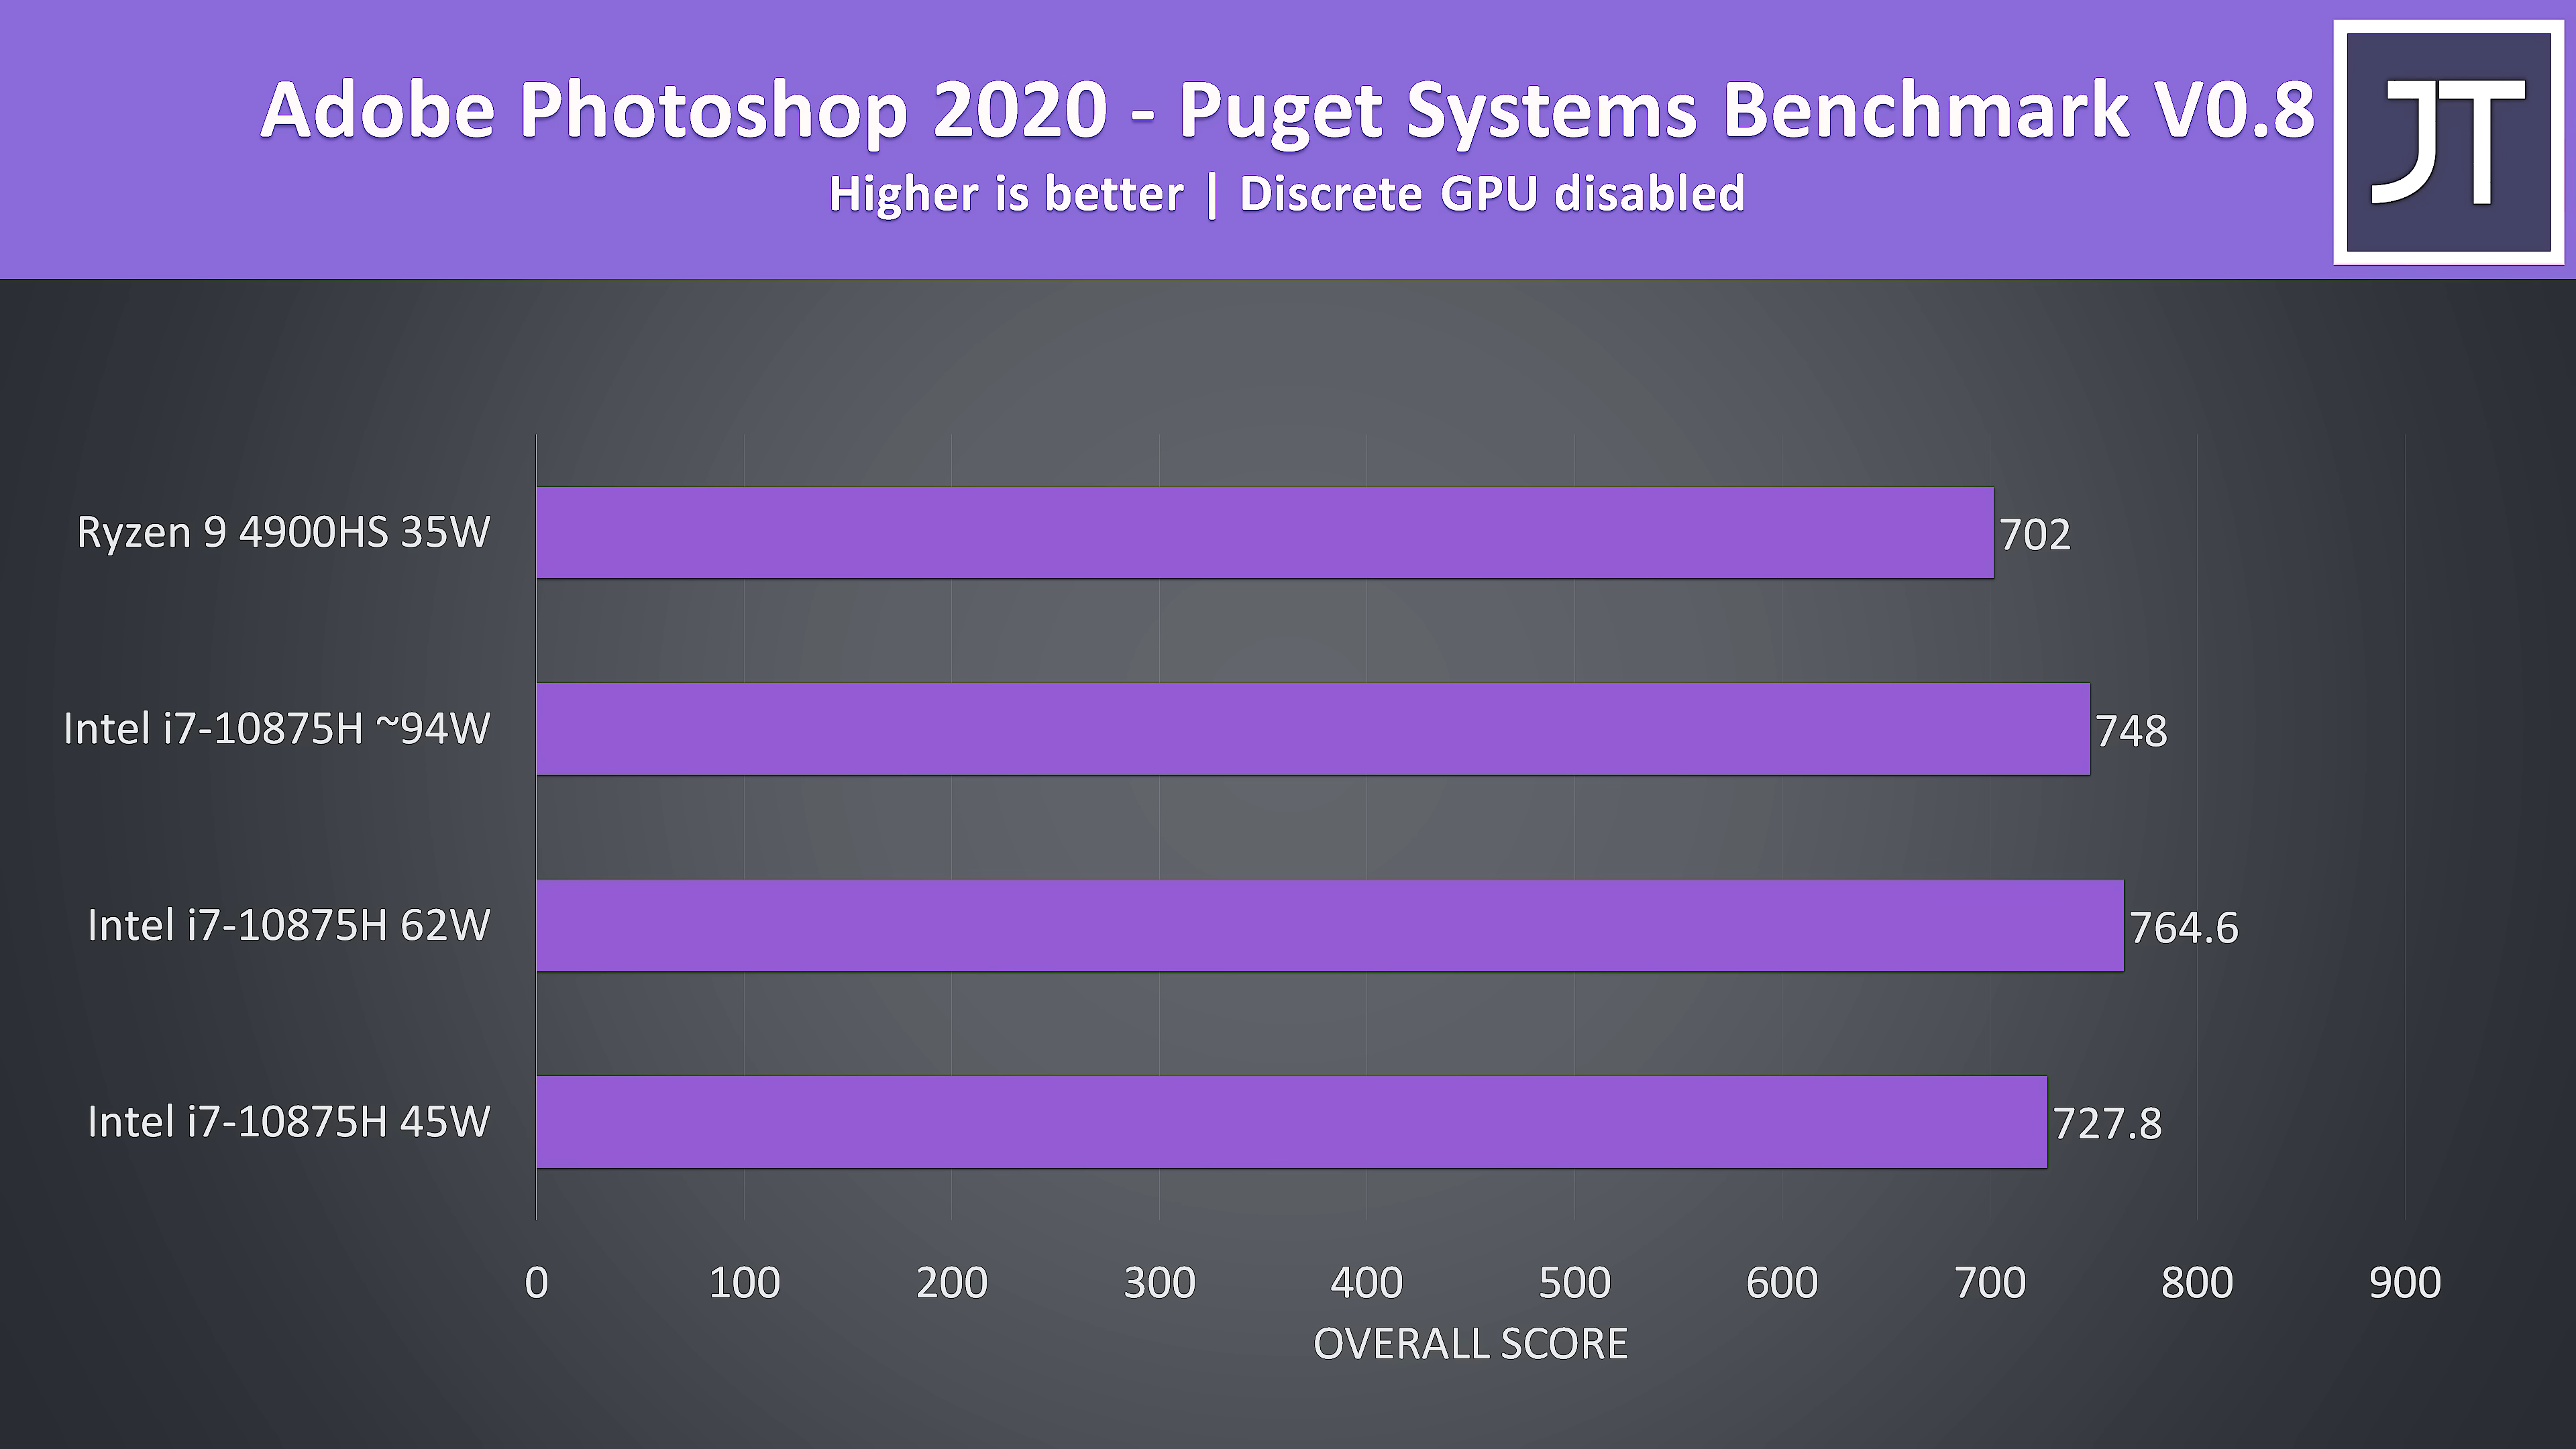 Adobe Photoshop 2020 - Puget Systems Benchmark V0.8
Higher is better | Discrete GPU disabled
JT
Ryzen 9 4900HS 35W
702
Intel i7-10875H ~94W
748
Intel i7-10875H 62W
764.6
Intel i7-10875H 45W
727.8
0 100 200 300 400 500 600 700 800 900
OVERALL SCORE